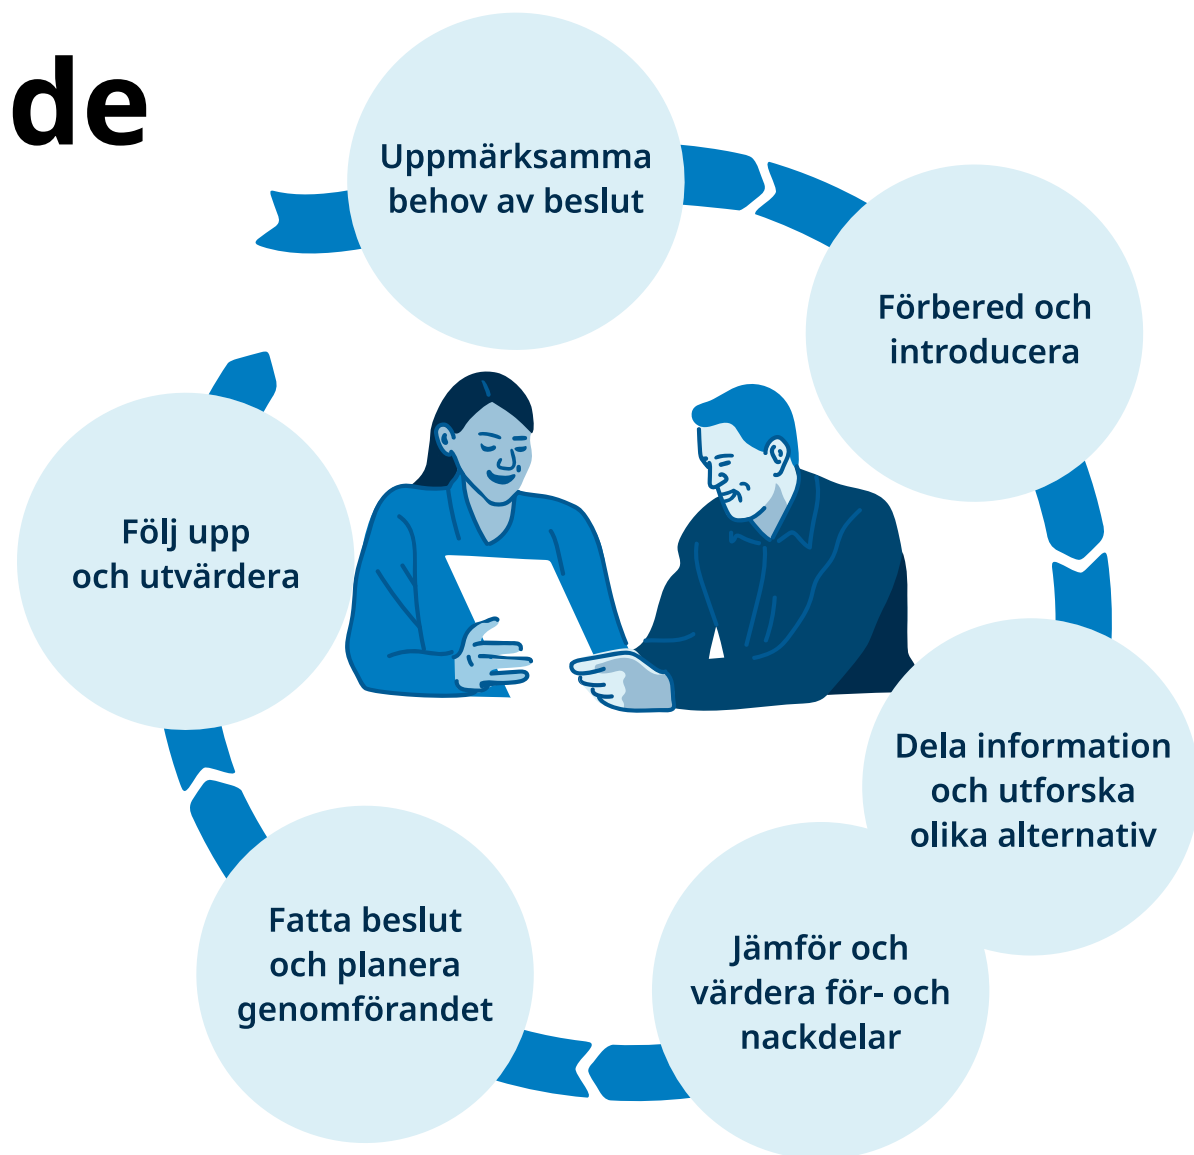 de
Uppmärksamma
behov av beslut
Förbered och
introducera
Dela information
och utforska
olika alternativ
Jämför och
värdera för- och
nackdelar
Fatta beslut
och planera
genomförandet
Följ upp
och utvärdera